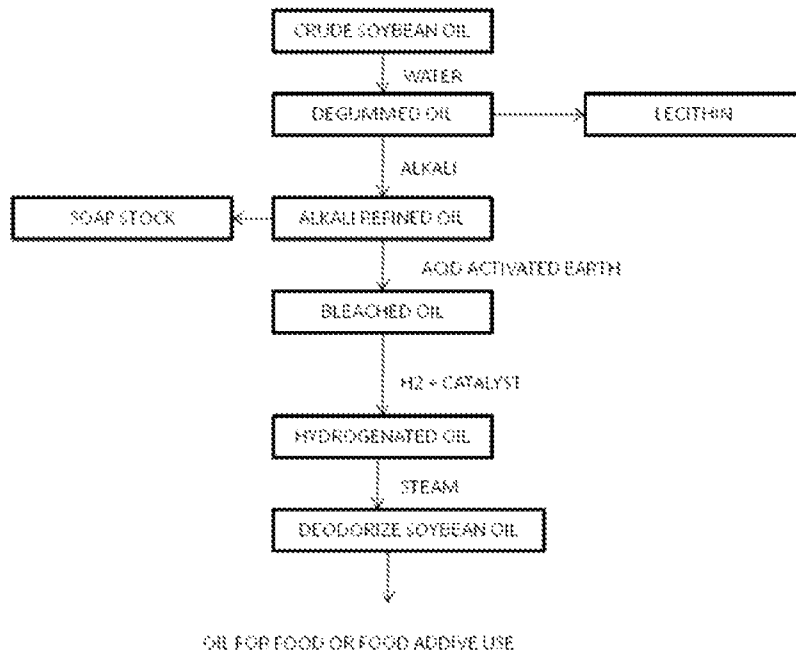 CRUDE SOYBEAN OIL
WATER
DEGUMMED OIL
LECITHIN
ALKALI
SOAP STOCK
ALKALI REFINED OIL
ACID ACTIVATED EARTH
BLEACHED OIL
H2 + CATALYST
HYDROGENATED OIL
STEAM
DEODORIZE SOYBEAN OIL
OIL FOR FOOD OR FOOD ADDIVE USE